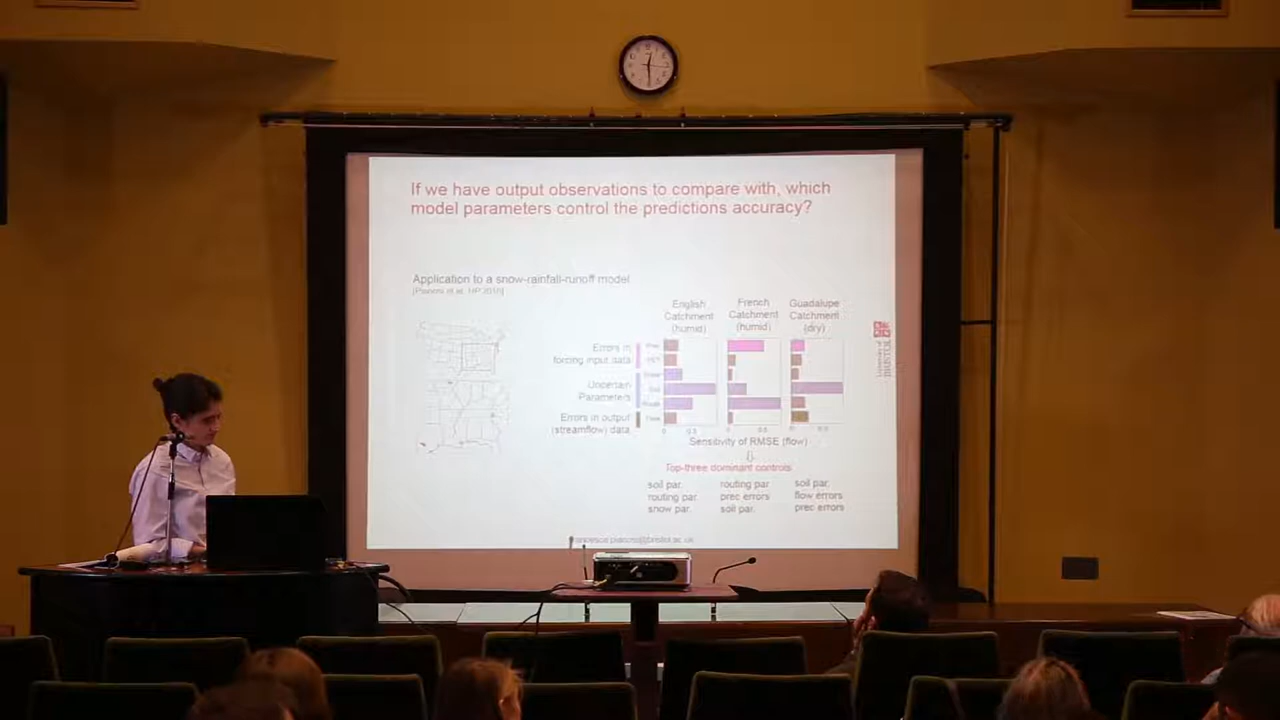 If we have output observations to compare with, which
model parameters control the predictions accuracy?
Application to a snow-rainfall-runoff model
English
Catchment
(humid)
French
Catchment
(humid)
Guadalupe
Catchment
(dry)
Errors in
forcing input data
Uncertain
Parameters
Errors in output
(streamflow) data
Sensitivity of RMSE (flow)
Top-three dominant controls
soil par.
routing par.
snow par.
routing par
prec errors
soil par.
soil par.
flow errors
prec errors
BRISTOL